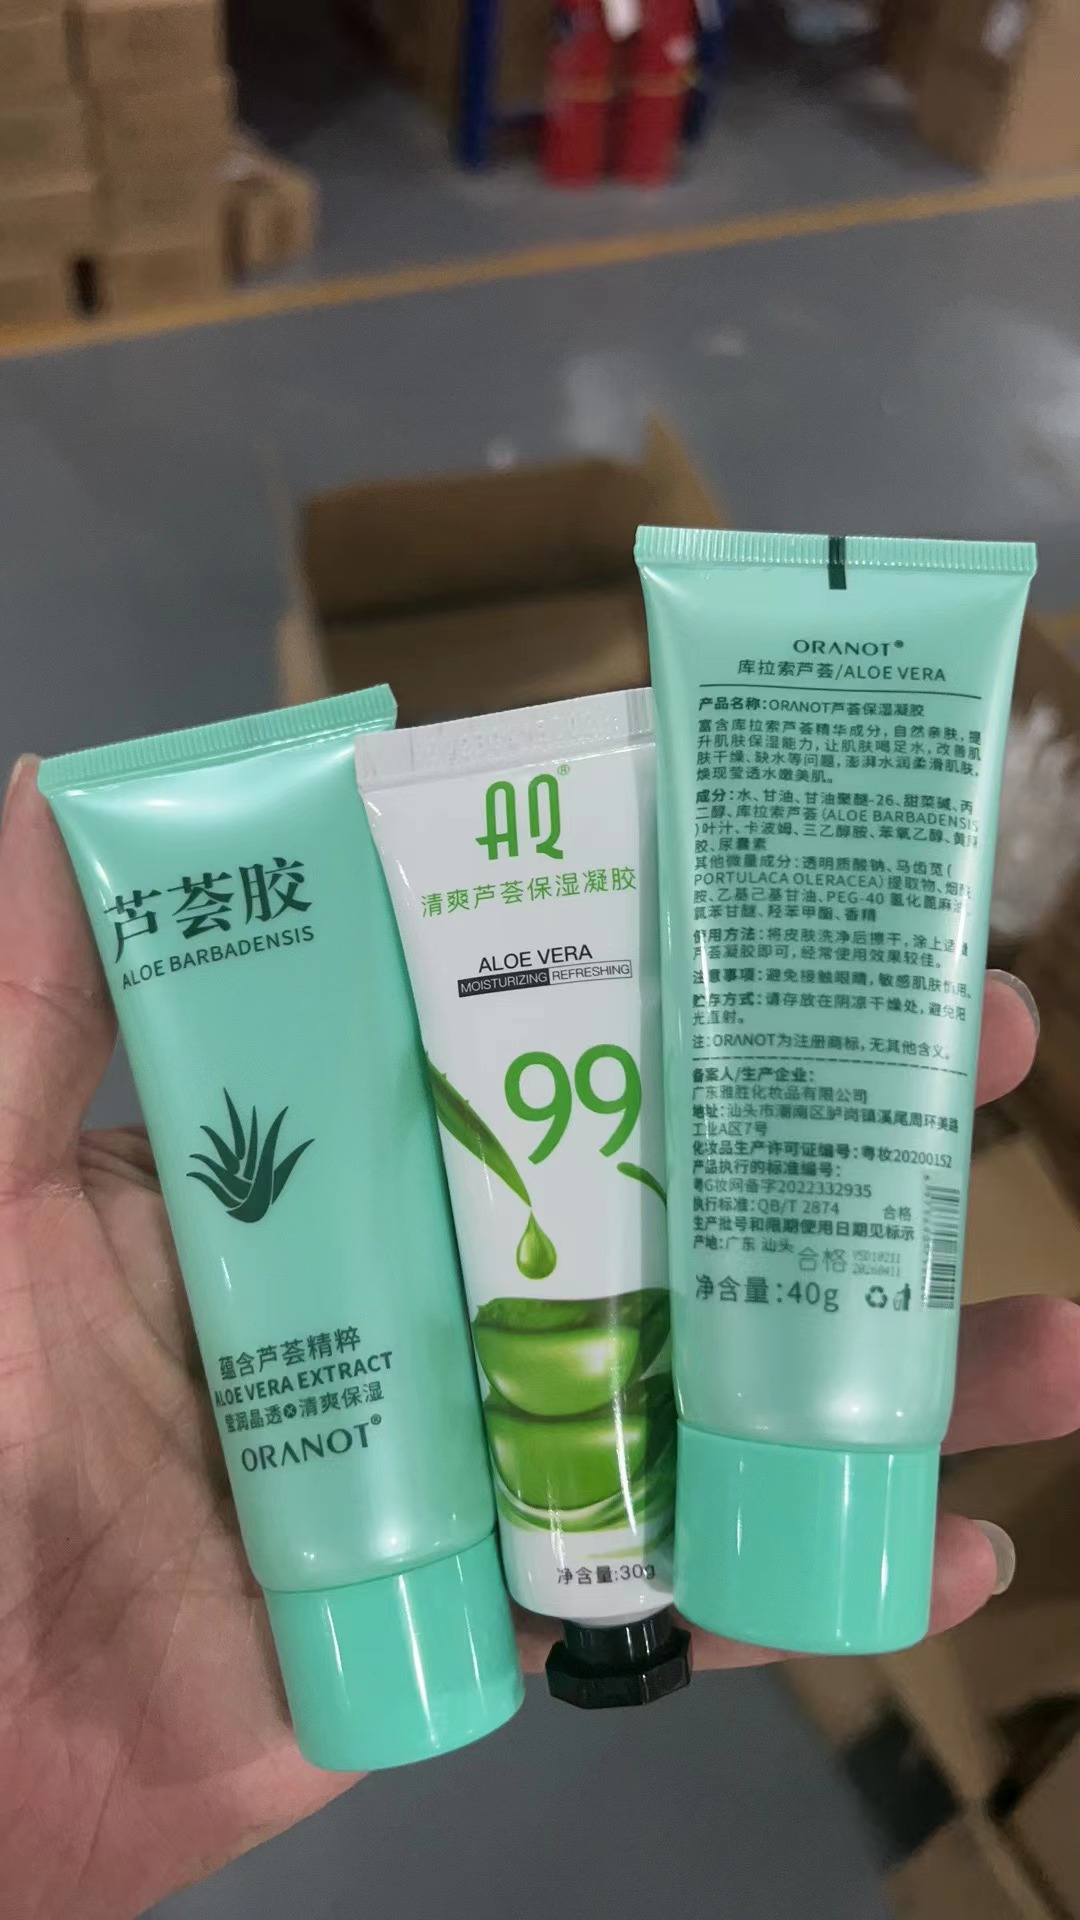 芦荟胶
ALOE BARBADENSIS
蕴含芦荟精粹
ALOE VERA EXTRACT
莹润晶透 清爽保湿
ORANOT®
AQ®
清爽芦荟保湿凝胶
ALOE VERA
MOISTURIZING REFRESHING
99
净含量:30g
ORANOT®
库拉索芦荟/ALOE VERA
产品名称:ORANOT芦荟保湿凝胶
富含库拉索芦荟精华成分,自然亲肤,提
升肌肤保湿能力,让肌肤喝足水,改善肌
肤干燥、缺水等问题,澎湃水润柔滑肌肤,
焕现莹透水嫩美肌。
成分:水、甘油、甘油聚醚-26、甜菜碱、丙
二醇、库拉索芦荟(ALOE BARBADENSIS
)叶汁、卡波姆、三乙醇胺、苯氧乙醇、黄原
胶、尿囊素
其他微量成分:透明质酸钠、马齿苋(
PORTULACA OLERACEA)提取物、烟酰
胺、乙基己基甘油、PEG-40 氢化蓖麻油、
氯苯甘醚、羟苯甲酯、香精
使用方法:将皮肤洗净后擦干,涂上适量
芦荟凝胶即可,经常使用效果较佳。
注意事项:避免接触眼睛,敏感肌肤慎用。
贮存方式:请存放在阴凉干燥处,避免阳
光直射。
注:ORANOT为注册商标,无其他含义。
备案人/生产企业:
广东雅胜化妆品有限公司
地址:汕头市潮南区胪岗镇溪尾周环美路
工业A区7号
化妆品生产许可证编号:粤妆20200152
产品执行的标准编号:
粤G妆网备字2022332935
执行标准:QB/T 2874 合格
生产批号和限期使用日期见标示
产地:广东 汕头
合格
净含量:40g